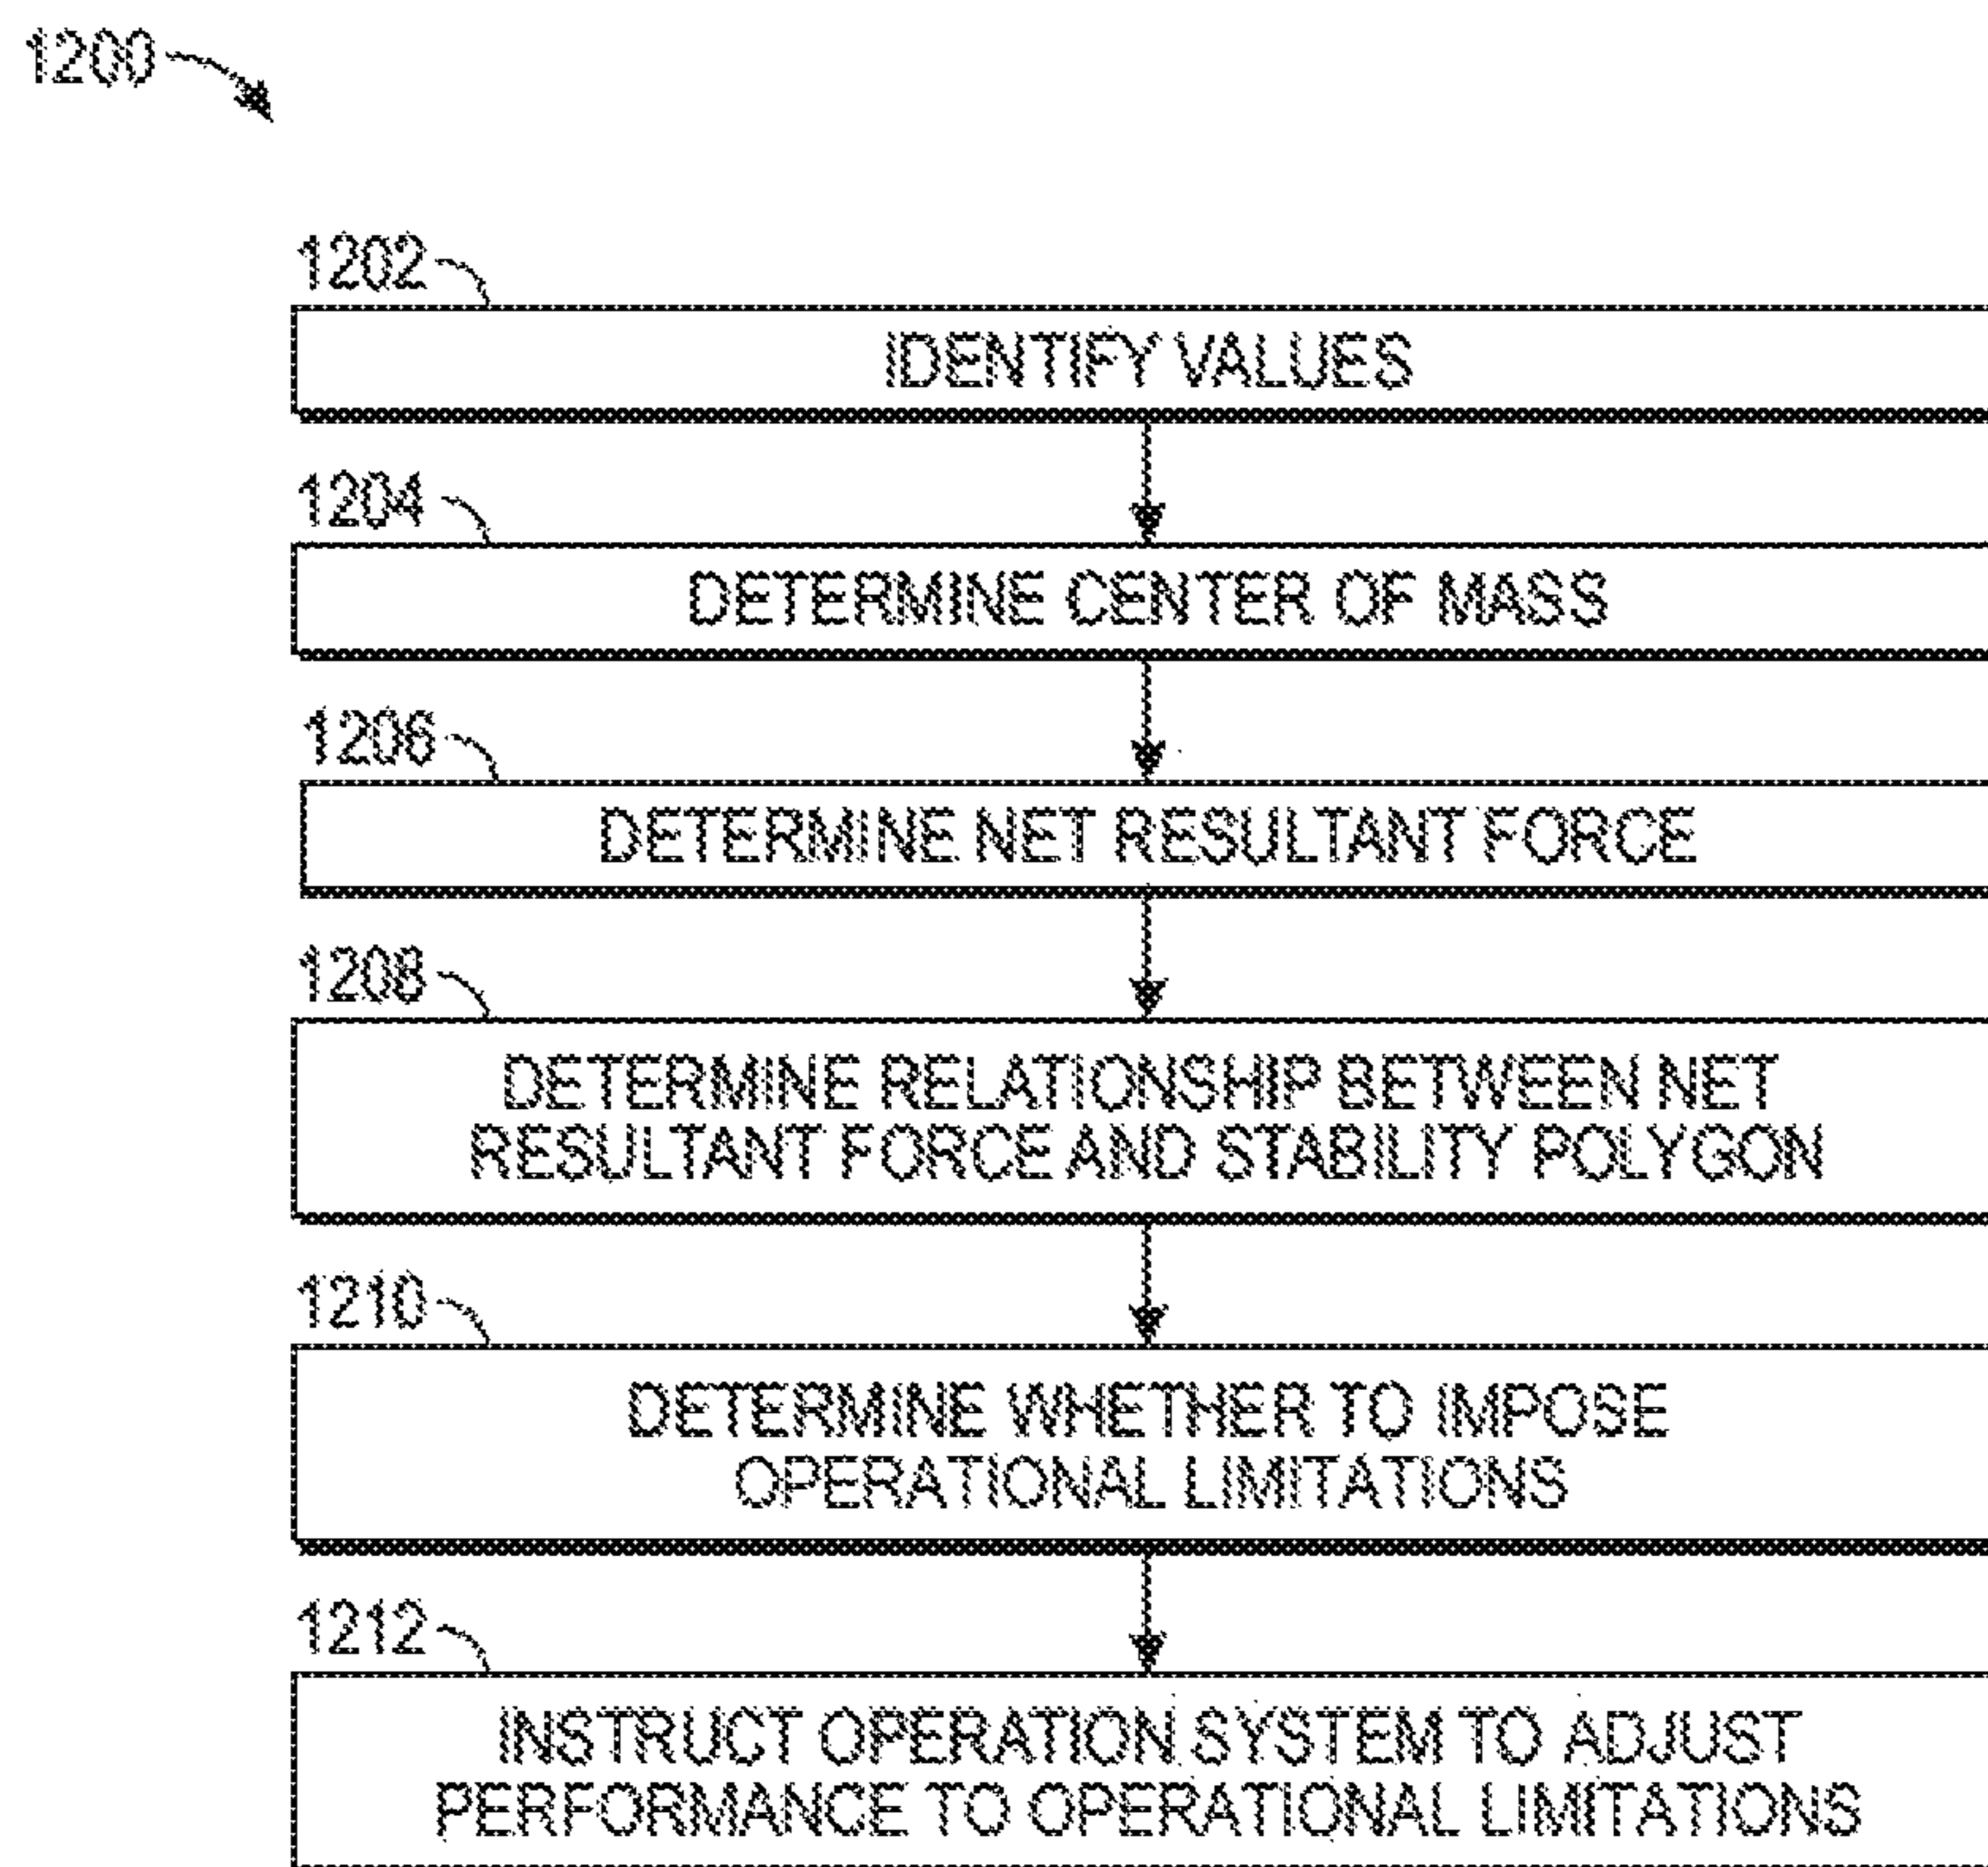 1200
1202
IDENTIFY VALUES
1204
DETERMINE CENTER OF MASS
1206
DETERMINE NET RESULTANT FORCE
1208
DETERMINE RELATIONSHIP BETWEEN NET
RESULTANT FORCE AND STABILITY POLYGON
1210
DETERMINE WHETHER TO IMPOSE
OPERATIONAL LIMITATIONS
1212
INSTRUCT OPERATION SYSTEM TO ADJUST
PERFORMANCE TO OPERATIONAL LIMITATIONS